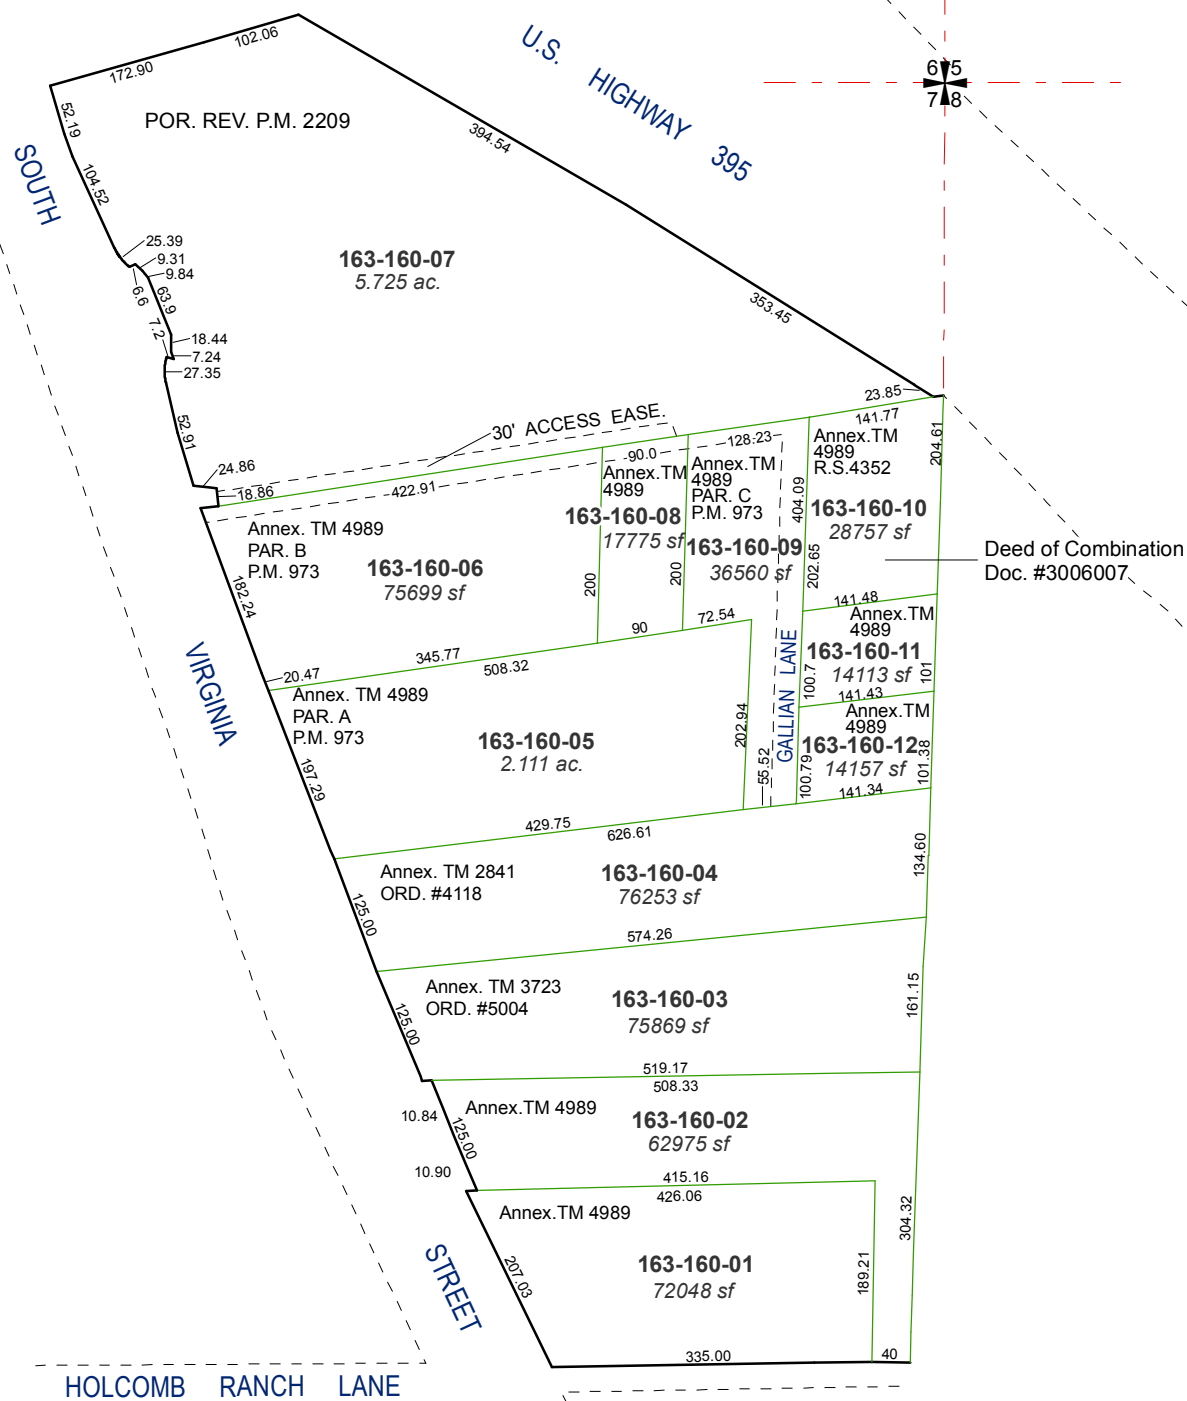 102.06
172.90
U.S. HIGHWAY 395
6 5
7 8
52.19
POR. REV. P.M. 2209
394.54
SOUTH
104.52
25.39
9.31
9.84
6.6
63.9
163-160-07
5.725 ac.
353.45
7.2
18.44
7.24
27.35
23.85
52.91
30' ACCESS EASE.
141.77
204.61
128.23
90.0
24.86
18.86
422.91
Annex.TM
4989
Annex.TM
4989
PAR. C
P.M. 973
Annex.TM
4989
R.S.4352
404.09
163-160-10
28757 sf
163-160-08
17775 sf
Annex. TM 4989
PAR. B
P.M. 973
163-160-06
75699 sf
163-160-09
36560 sf
Deed of Combination
Doc. #3006007
200
200
202.65
182.24
141.48
Annex.TM
4989
163-160-11
14113 sf
72.54
90
345.77
508.32
20.47
GALLIAN LANE
100.7
101
141.43
VIRGINIA
Annex. TM 4989
PAR. A
P.M. 973
163-160-05
2.111 ac.
202.94
Annex.TM
4989
163-160-12
14157 sf
55.52
100.79
101.38
141.34
197.29
429.75
626.61
134.60
Annex. TM 2841
ORD. #4118
163-160-04
76253 sf
125.00
574.26
Annex. TM 3723
ORD. #5004
163-160-03
75869 sf
161.15
125.00
519.17
508.33
10.84
Annex.TM 4989
163-160-02
62975 sf
125.00
10.90
415.16
426.06
Annex.TM 4989
304.32
STREET
207.03
163-160-01
72048 sf
189.21
335.00
40
HOLCOMB RANCH LANE